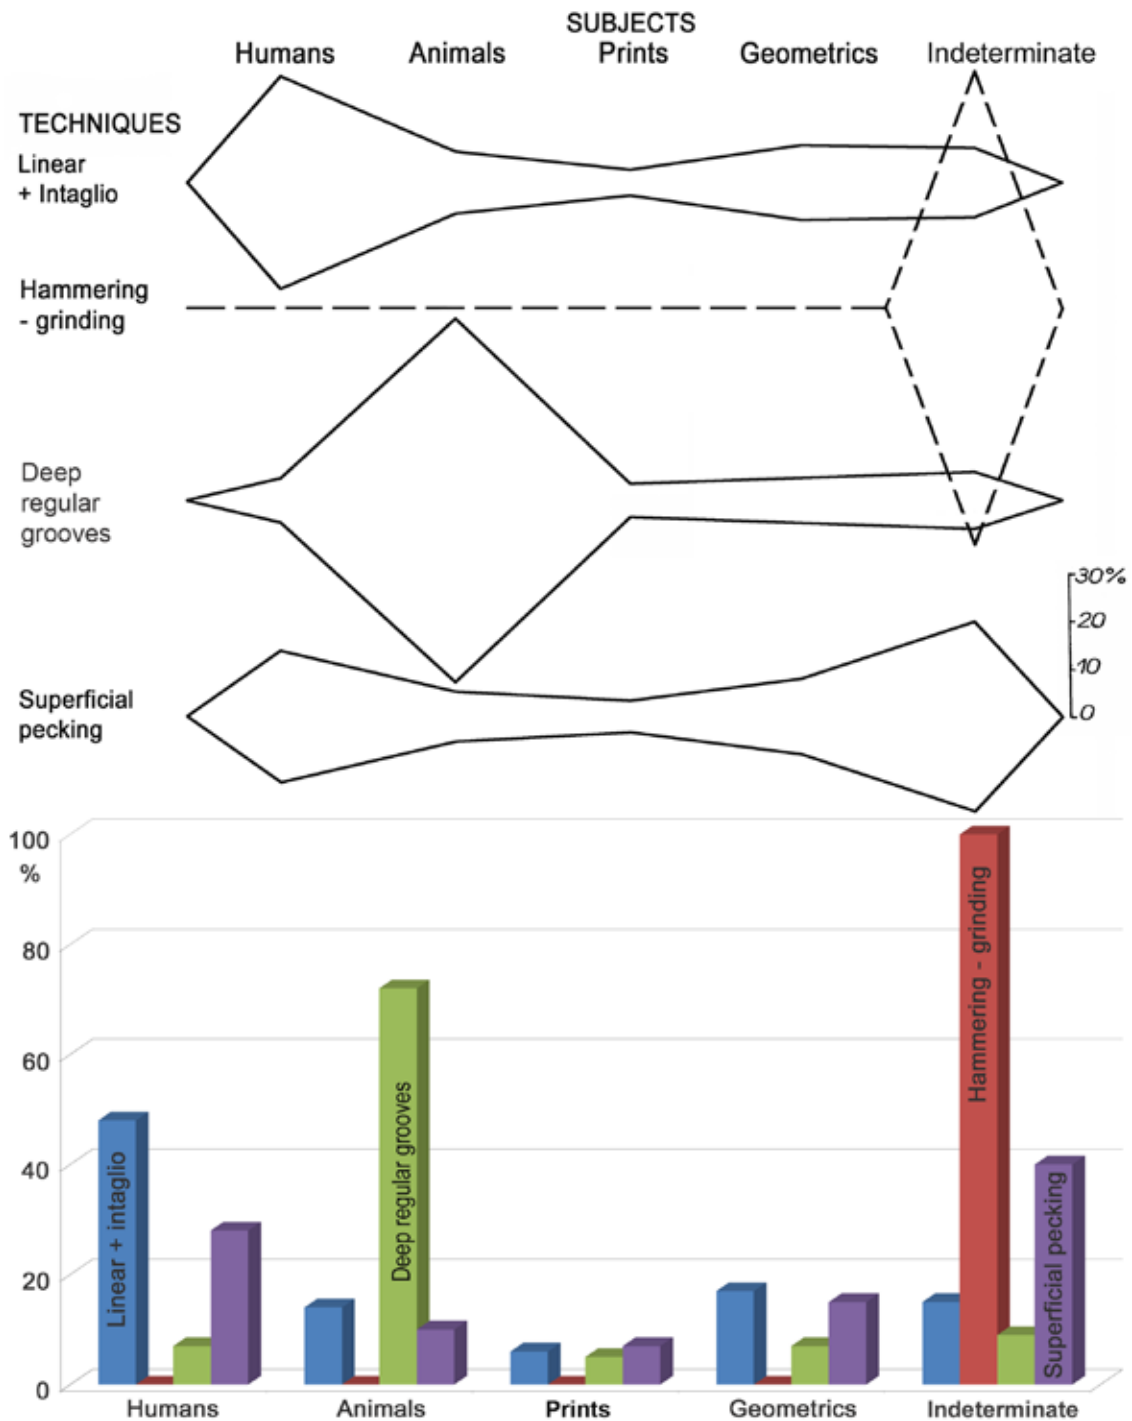 SUBJECTS
Humans Animals Prints Geometrics Indeterminate
TECHNIQUES
Linear
+ Intaglio
Hammering
- grinding
Deep
regular
grooves
30%
20
10
0
Superficial
pecking
100
%
80
60
40
20
0
Linear + intaglio
Deep regular grooves
Hammering - grinding
Superficial pecking
Humans Animals Prints Geometrics Indeterminate